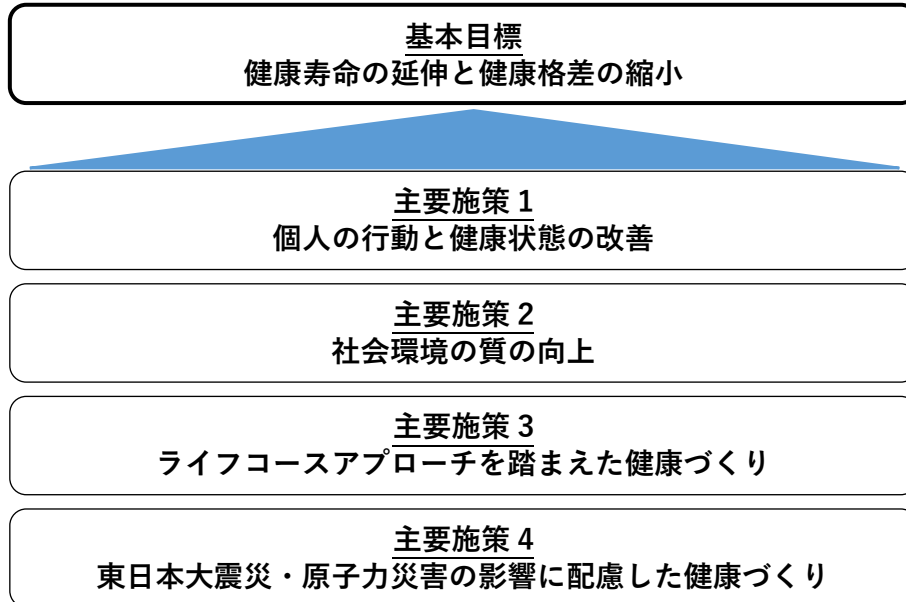 基本目標
健康寿命の延伸と健康格差の縮小
主要施策 1
個人の行動と健康状態の改善
主要施策 2
社会環境の質の向上
主要施策 3
ライフコースアプローチを踏まえた健康づくり
主要施策 4
東日本大震災・原子力災害の影響に配慮した健康づくり